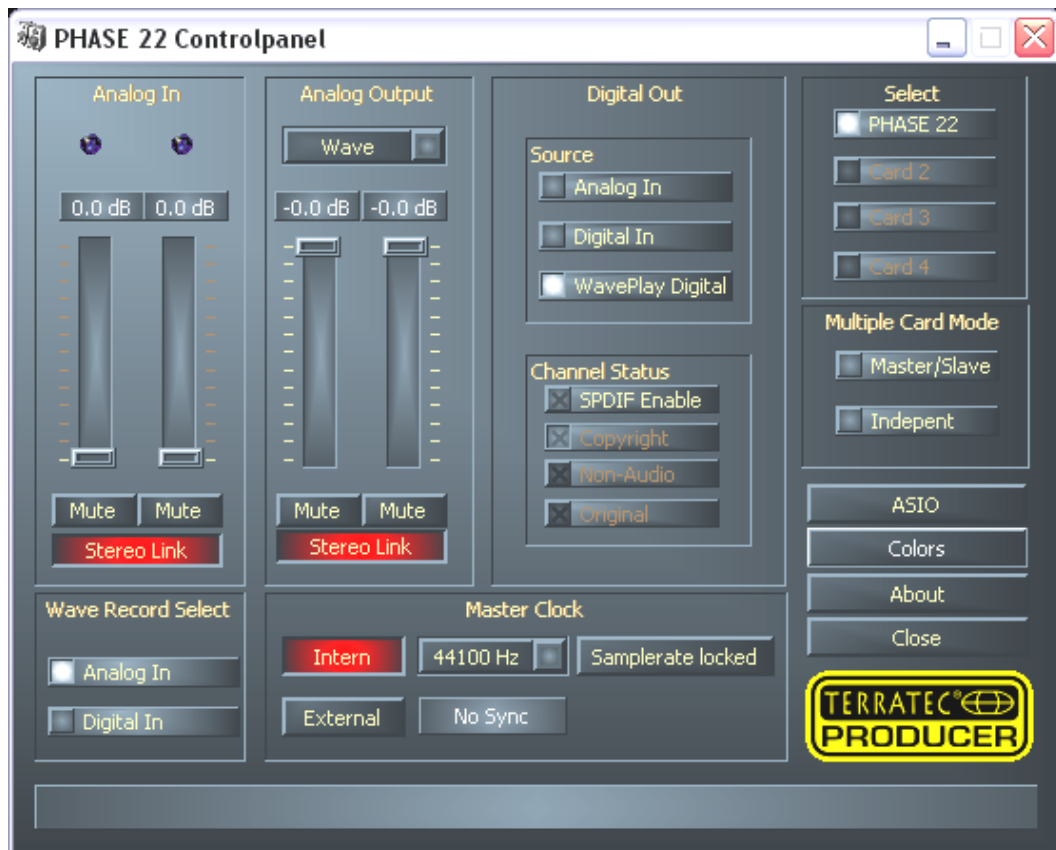 PHASE 22 Controlpanel
Analog In
0.0 dB 0.0 dB
Mute Mute
Stereo Link
Analog Output
Wave
-0.0 dB -0.0 dB
Mute Mute
Stereo Link
Digital Out
Source
Analog In
Digital In
WavePlay Digital
Channel Status
SPDIF Enable
Copyright
Non-Audio
Original
Select
PHASE 22
Card 2
Card 3
Card 4
Multiple Card Mode
Master/Slave
Indepent
ASIO
Colors
About
Close
Wave Record Select
Analog In
Digital In
Master Clock
Intern 44100 Hz Samplerate locked
External No Sync
TERRATEC®
PRODUCER